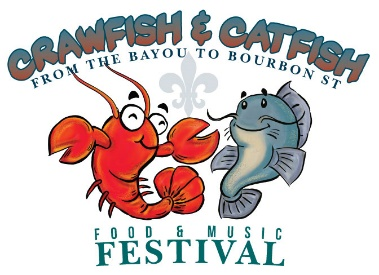 CRAWFISH & CATFISH
FROM THE BAYOU TO BOURBON ST
FOOD & MUSIC
FESTIVAL